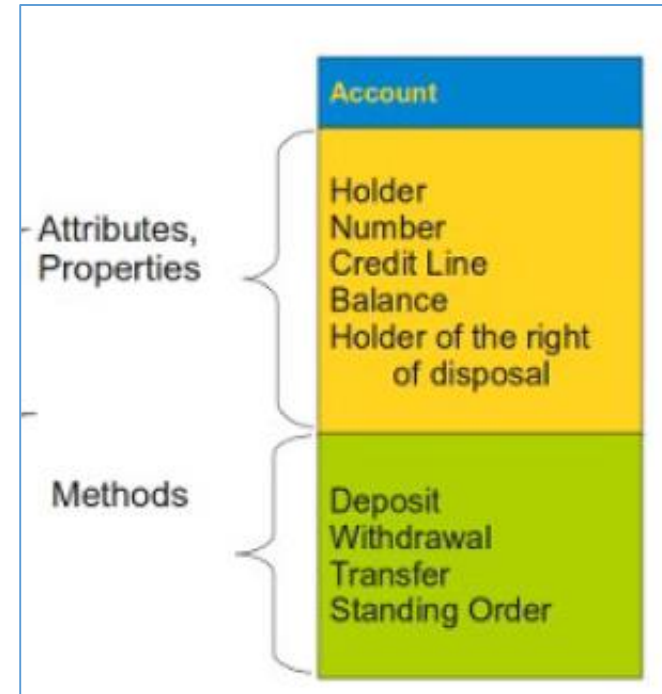 Account
Attributes,
Properties
Holder
Number
Credit Line
Balance
Holder of the right
of disposal
Methods
Deposit
Withdrawal
Transfer
Standing Order